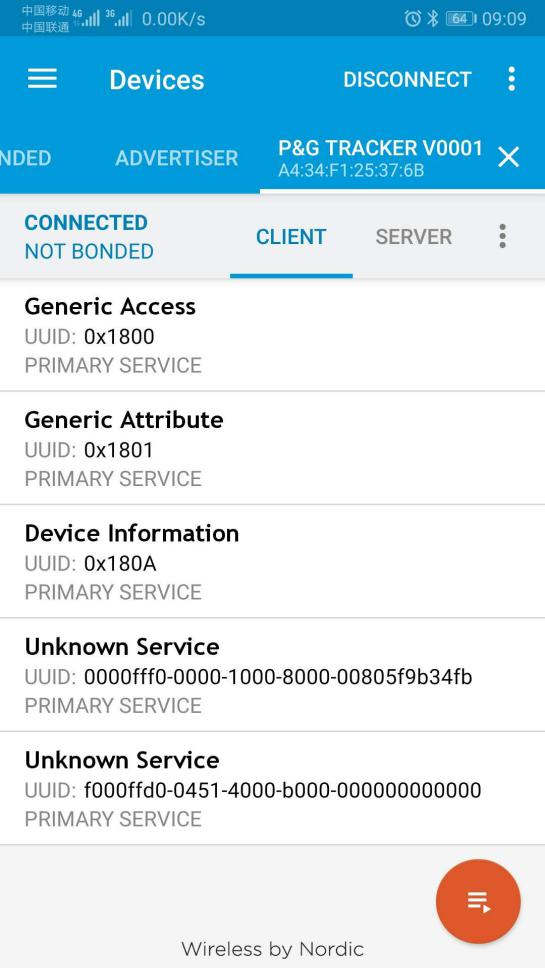 中国移动 4G 3G 0.00K/s 64 09:09
中国联通
Devices DISCONNECT
NDED ADVERTISER P&G TRACKER V0001
A4:34:F1:25:37:6B
CONNECTED
NOT BONDED
CLIENT SERVER
Generic Access
UUID: 0x1800
PRIMARY SERVICE
Generic Attribute
UUID: 0x1801
PRIMARY SERVICE
Device Information
UUID: 0x180A
PRIMARY SERVICE
Unknown Service
UUID: 0000fff0-0000-1000-8000-00805f9b34fb
PRIMARY SERVICE
Unknown Service
UUID: f000ffd0-0451-4000-b000-000000000000
PRIMARY SERVICE
Wireless by Nordic